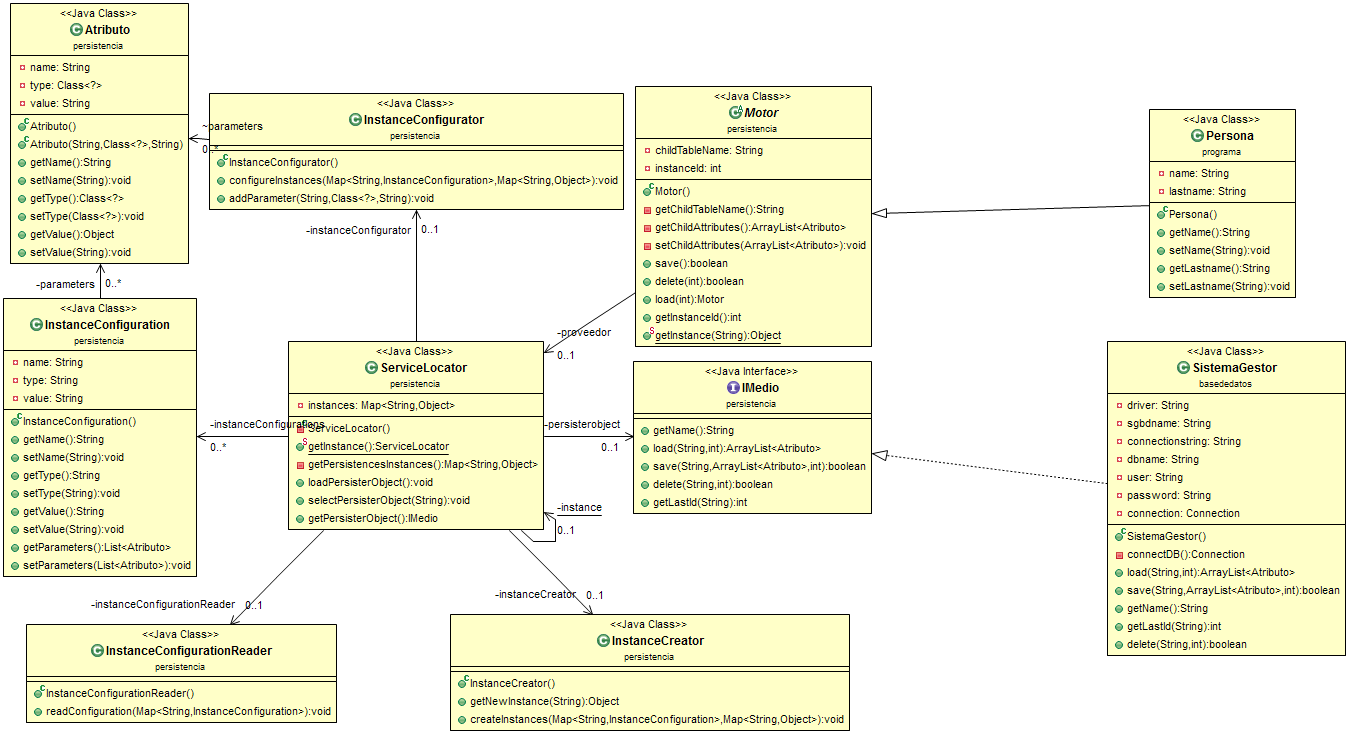 <<Java Class>>
Atributo
persistencia
name: String
type: Class<?>
value: String
Atributo()
Atributo(String,Class<?>,String)
getName():String
setName(String):void
getType():Class<?>
setType(Class<?>):void
getValue():Object
setValue(String):void
~parameters
0..*
<<Java Class>>
InstanceConfigurator
persistencia
InstanceConfigurator()
configureInstances(Map<String,InstanceConfiguration>,Map<String,Object>):void
addParameter(String,Class<?>,String):void
<<Java Class>>
Motor
persistencia
childTableName: String
instanceId: int
Motor()
getChildTableName():String
getChildAttributes():ArrayList<Atributo>
setChildAttributes(ArrayList<Atributo>):void
save():boolean
delete(int):boolean
load(int):Motor
getInstanceId():int
getInstance(String):Object
<<Java Class>>
Persona
programa
name: String
lastname: String
Persona()
getName():String
setName(String):void
getLastname():String
setLastname(String):void
-instanceConfigurator
0..1
-parameters
0..*
<<Java Class>>
InstanceConfiguration
persistencia
name: String
type: String
value: String
InstanceConfiguration()
getName():String
setName(String):void
getType():String
setType(String):void
getValue():String
setValue(String):void
getParameters():List<Atributo>
setParameters(List<Atributo>):void
-proveedor
0..1
<<Java Class>>
ServiceLocator
persistencia
instances: Map<String,Object>
ServiceLocator()
getInstance():ServiceLocator
getPersistencesInstances():Map<String,Object>
loadPersisterObject():void
selectPersisterObject(String):void
getPersisterObject():IMedio
-instanceConfigurations
0..*
-persisterobject
0..1
-instance
0..1
<<Java Interface>>
IMedio
persistencia
getName():String
load(String,int):ArrayList<Atributo>
save(String,ArrayList<Atributo>,int):boolean
delete(String,int):boolean
getLastId(String):int
<<Java Class>>
SistemaGestor
basededatos
driver: String
sgbdname: String
connectionstring: String
dbname: String
user: String
password: String
connection: Connection
SistemaGestor()
connectDB():Connection
load(String,int):ArrayList<Atributo>
save(String,ArrayList<Atributo>,int):boolean
getName():String
getLastId(String):int
delete(String,int):boolean
-instanceConfigurationReader
0..1
-instanceCreator
0..1
<<Java Class>>
InstanceConfigurationReader
persistencia
InstanceConfigurationReader()
readConfiguration(Map<String,InstanceConfiguration>):void
<<Java Class>>
InstanceCreator
persistencia
InstanceCreator()
getNewInstance(String):Object
createInstances(Map<String,InstanceConfiguration>,Map<String,Object>):void